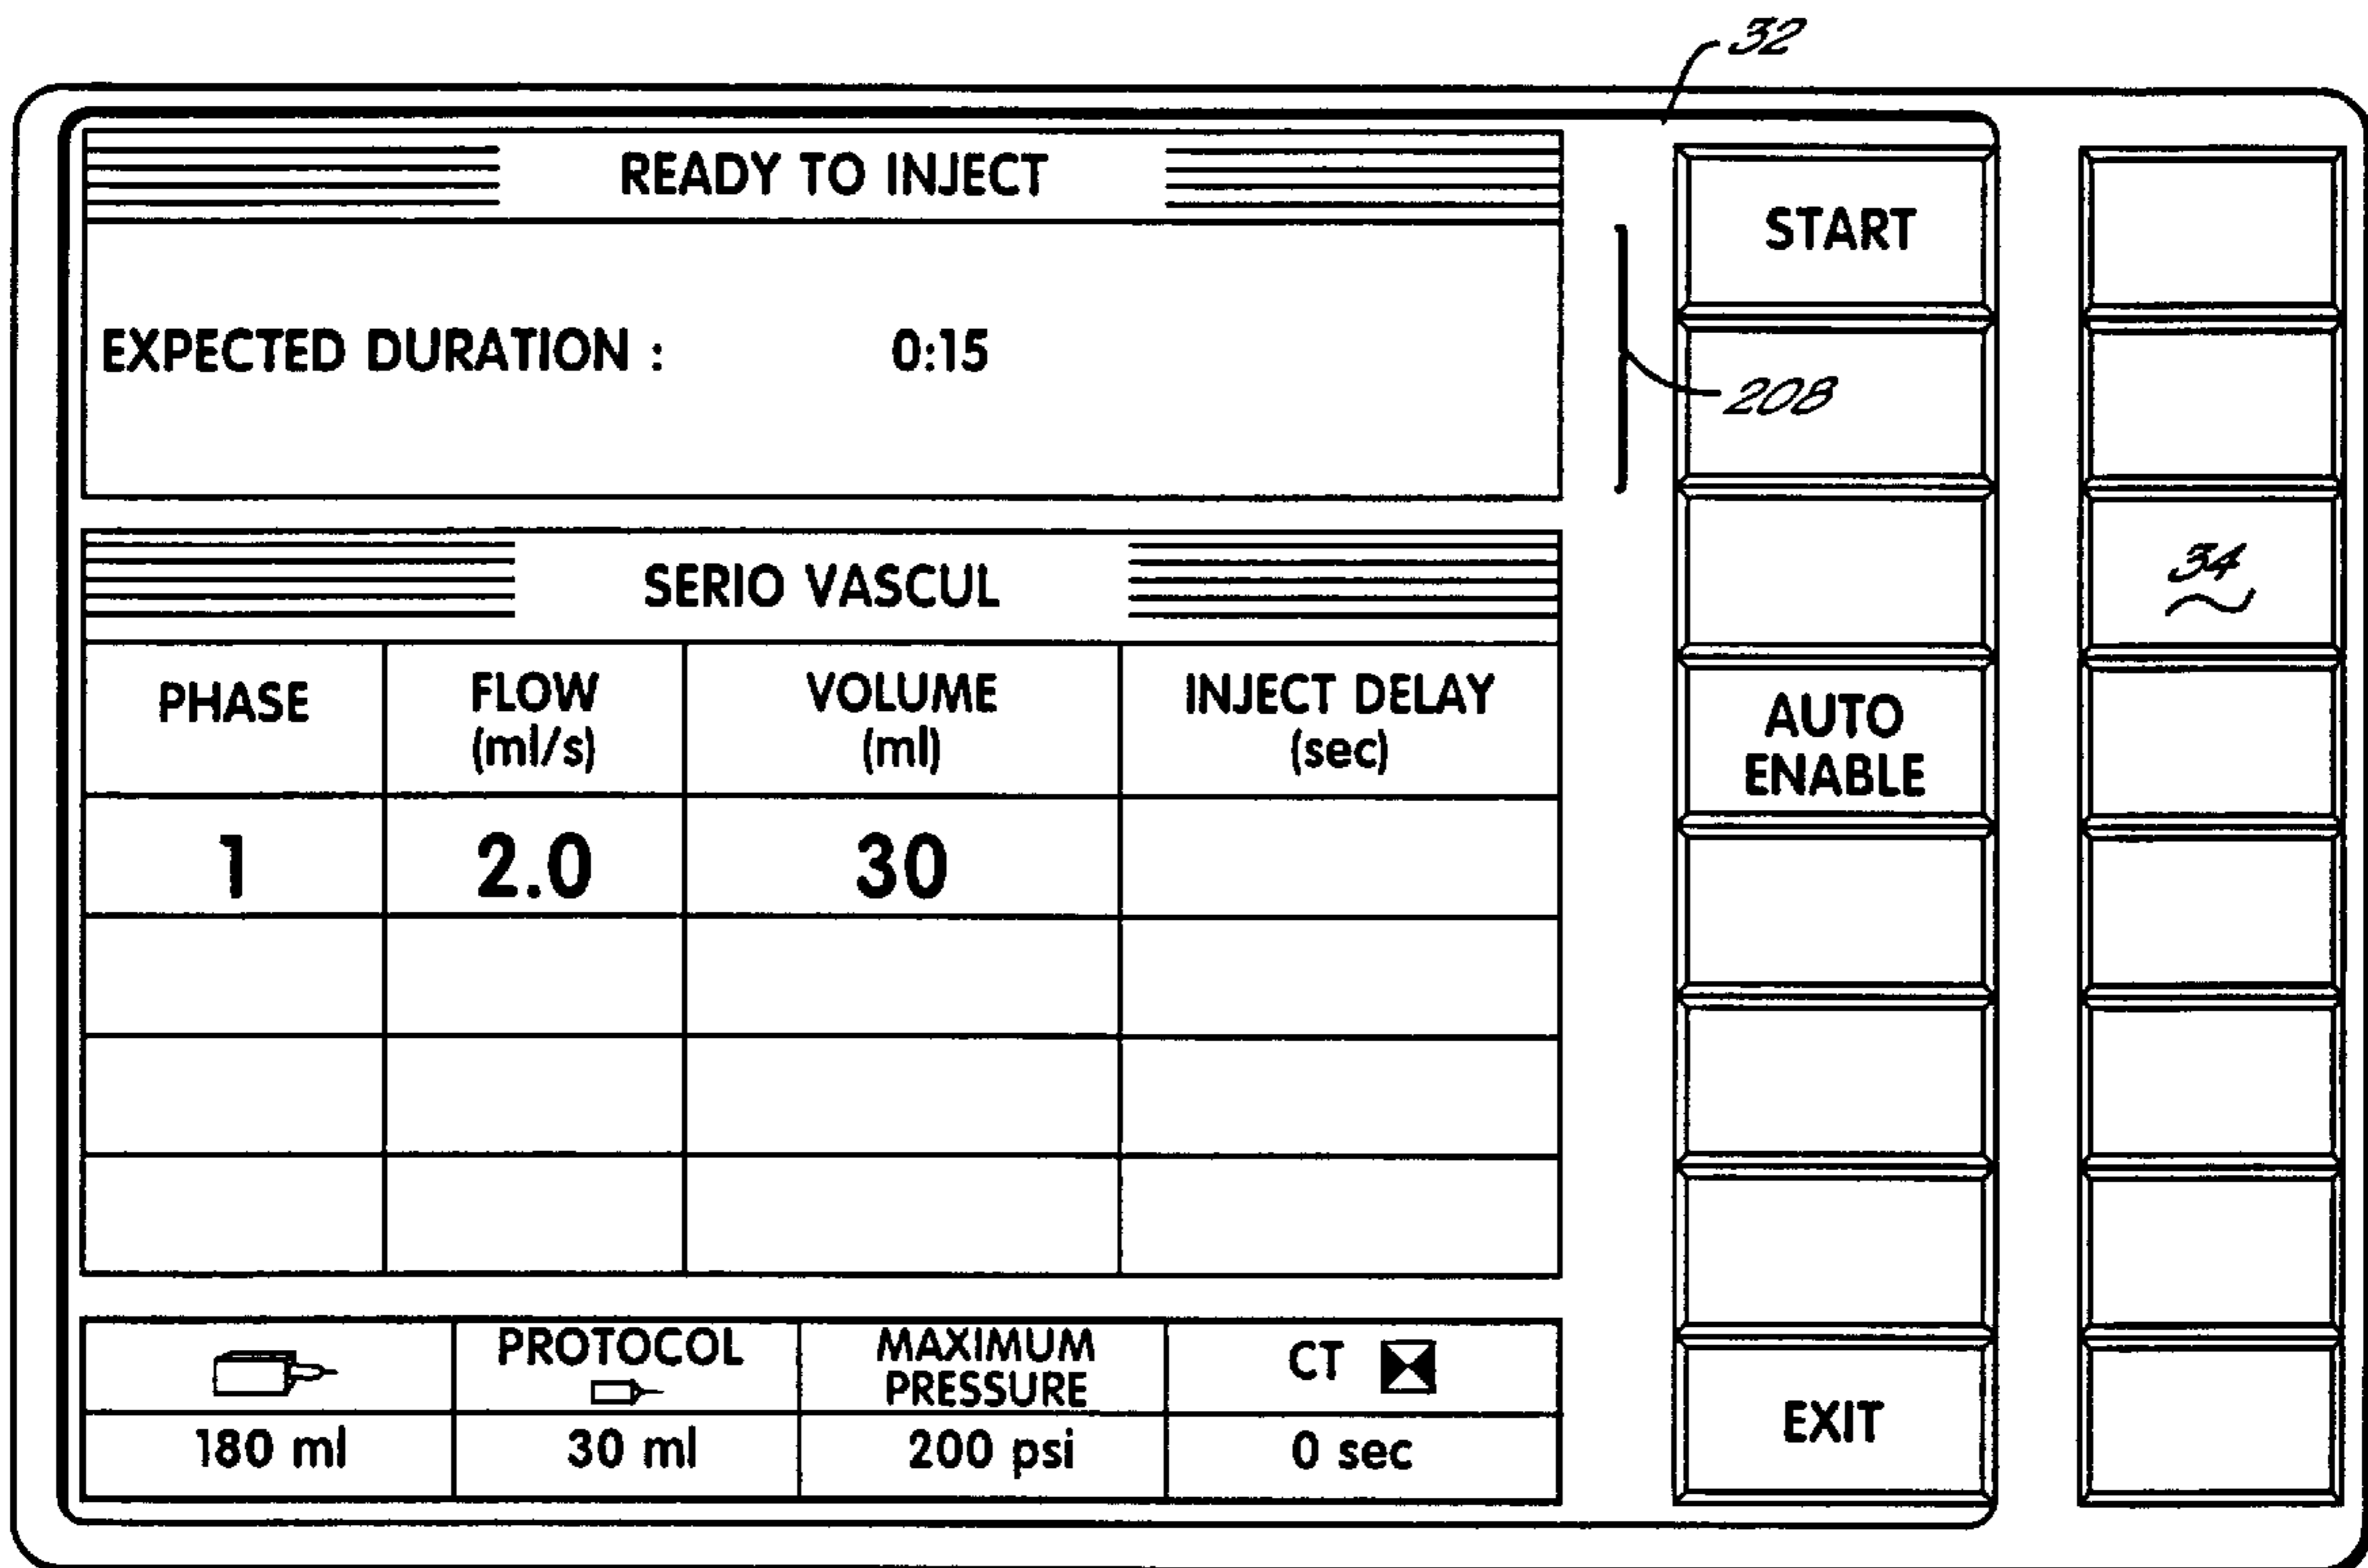 32
READY TO INJECT
START
EXPECTED DURATION : 0:15
208
SERIO VASCUL
34
PHASE FLOW (ml/s) VOLUME (ml) INJECT DELAY (sec)
AUTO
ENABLE
1 2.0 30
PROTOCOL MAXIMUM PRESSURE CT
180 ml 30 ml 200 psi 0 sec
EXIT